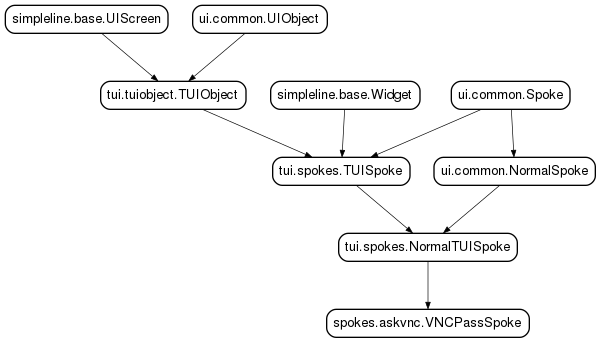 simpleline.base.UIScreen
ui.common.UIObject
tui.tuiobject.TUIObject
simpleline.base.Widget
ui.common.Spoke
tui.spokes.TUISpoke
ui.common.NormalSpoke
tui.spokes.NormalTUISpoke
spokes.askvnc.VNCPassSpoke